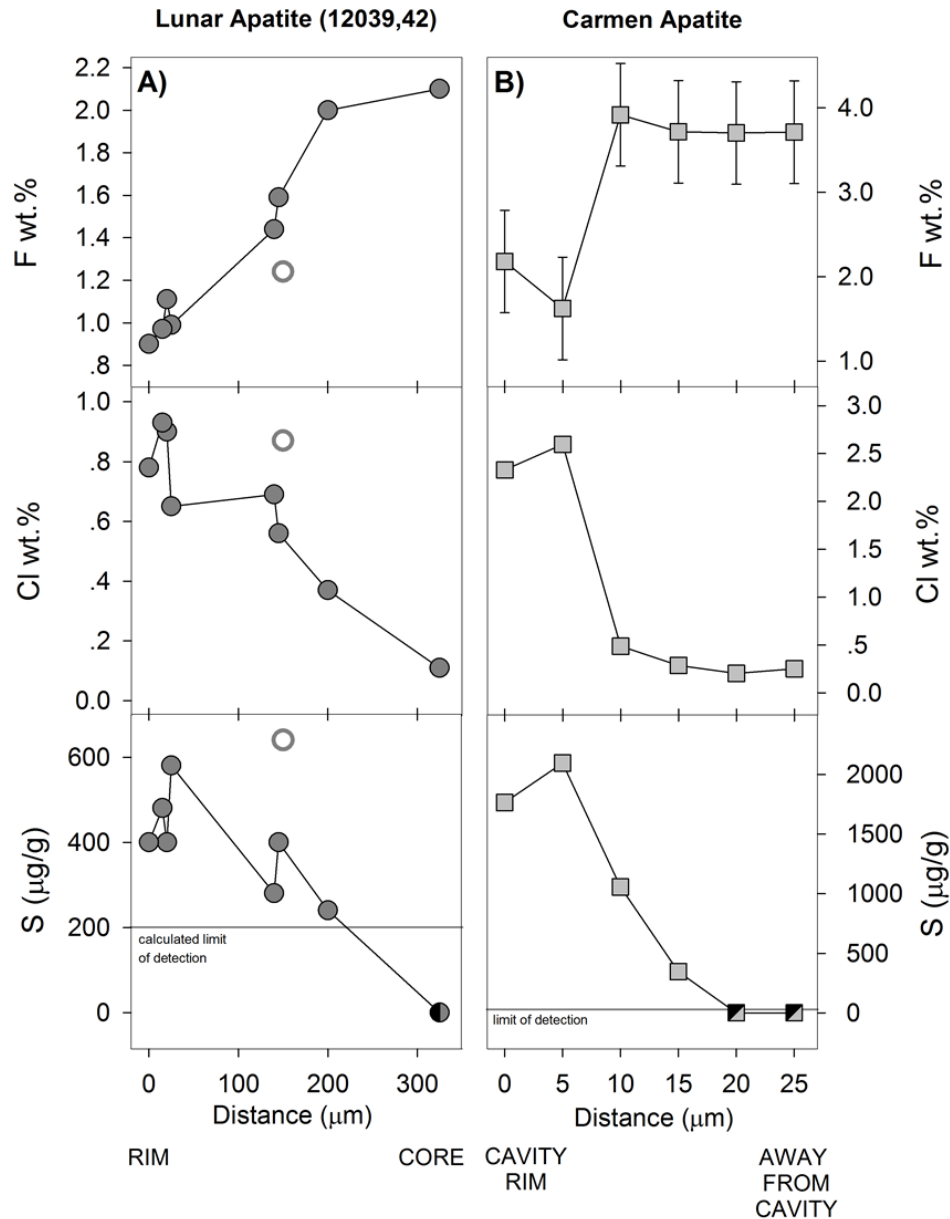 Lunar Apatite (12039,42)
Carmen Apatite
A)
2.2
2.0
1.8
1.6
1.4
1.2
1.0
.8
F wt.%
B)
4.0
3.0
2.0
1.0
F wt.%
1.0
.8
.6
.4
.2
0.0
Cl wt.%
3.0
2.5
2.0
1.5
1.0
.5
0.0
Cl wt.%
600
400
200
0
S (µg/g)
calculated limit
of detection
2000
1500
1000
500
0
S (µg/g)
limit of detection
0 100 200 300
Distance (µm)
0 5 10 15 20 25
Distance (µm)
RIM
CORE
CAVITY
RIM
AWAY
FROM
CAVITY